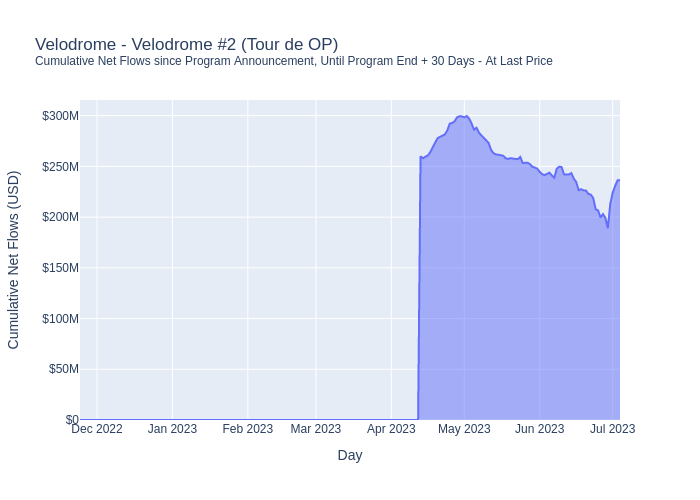 Velodrome - Velodrome #2 (Tour de OP)
Cumulative Net Flows since Program Announcement, Until Program End + 30 Days - At Last Price
Cumulative Net Flows (USD)
$300M
$250M
$200M
$150M
$100M
$50M
$0
Dec 2022 Jan 2023 Feb 2023 Mar 2023 Apr 2023 May 2023 Jun 2023 Jul 2023
Day